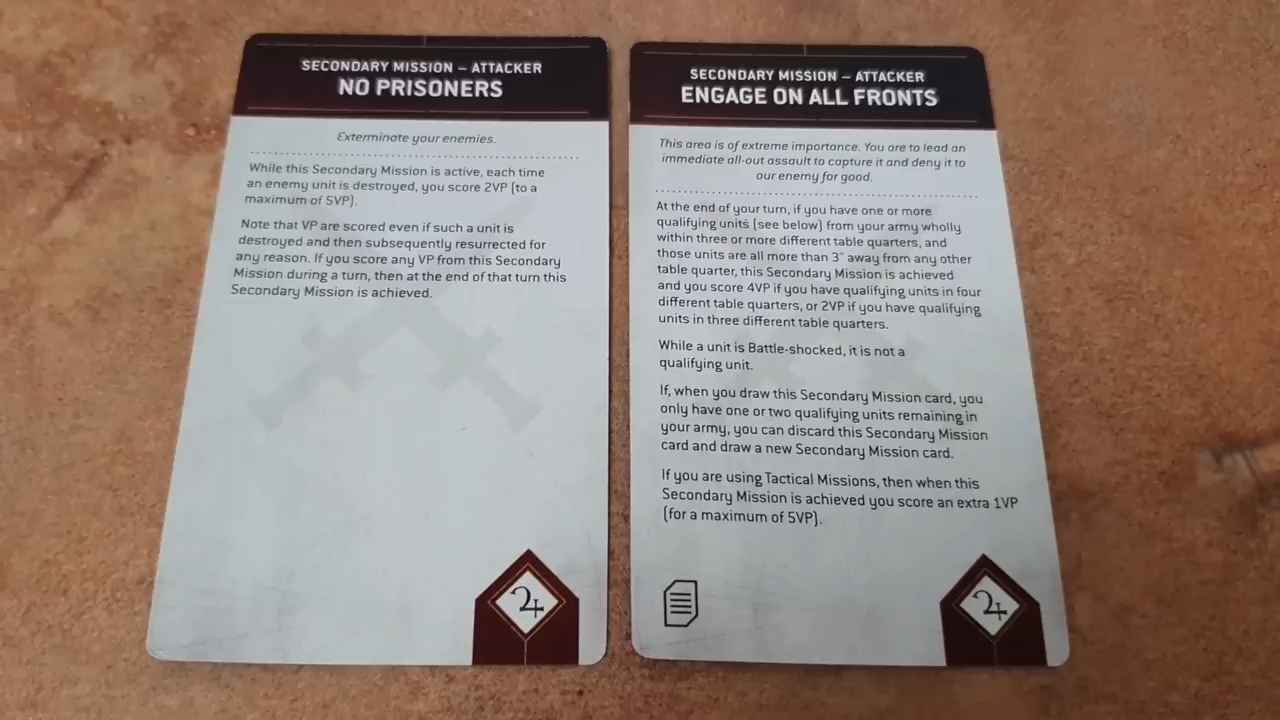 SECONDARY MISSION – ATTACKER
NO PRISONERS
Exterminate your enemies.
While this Secondary Mission is active, each time
an enemy unit is destroyed, you score 2VP (to a
maximum of 5VP).
Note that VP are scored even if such a unit is
destroyed and then subsequently resurrected for
any reason. If you score any VP from this Secondary
Mission during a turn, then at the end of that turn this
Secondary Mission is achieved.
SECONDARY MISSION – ATTACKER
ENGAGE ON ALL FRONTS
This area is of extreme importance. You are to lead an
immediate all-out assault to capture it and deny it to
our enemy for good.
At the end of your turn, if you have one or more
qualifying units (see below) from your army wholly
within three or more different table quarters, and
those units are all more than 3" away from any other
table quarter, this Secondary Mission is achieved
and you score 4VP if you have qualifying units in four
different table quarters, or 2VP if you have qualifying
units in three different table quarters.
While a unit is Battle-shocked, it is not a
qualifying unit.
If, when you draw this Secondary Mission card, you
only have one or two qualifying units remaining in
your army, you can discard this Secondary Mission
card and draw a new Secondary Mission card.
If you are using Tactical Missions, then when this
Secondary Mission is achieved you score an extra 1VP
(for a maximum of 5VP).